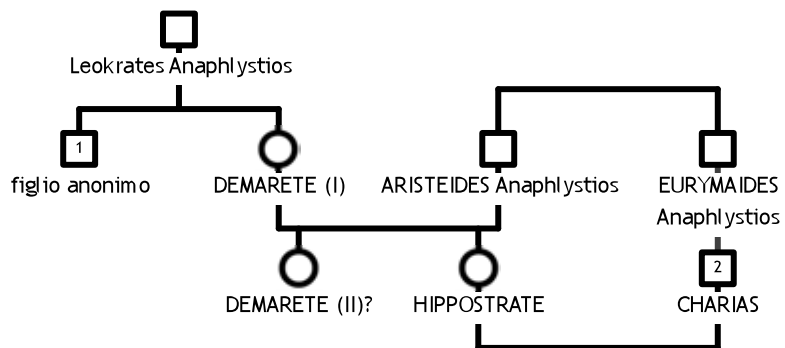 Leokrates Anaphlystios
1
figlio anonimo
DEMARETE (I)
ARISTEIDES Anaphlystios
EURYMAIDES
Anaphlystios
2
DEMARETE (II)?
HIPPOSTRATE
CHARIAS